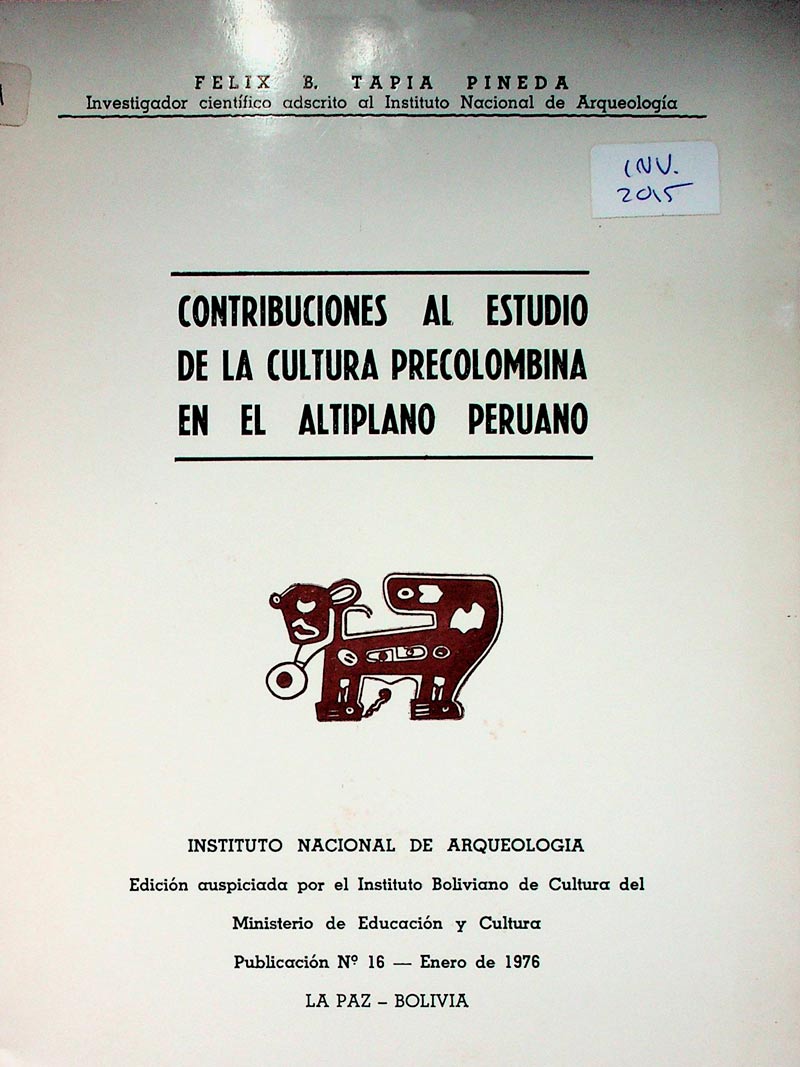 FELIX B. TAPIA PINEDA
Investigador científico adscrito al Instituto Nacional de Arqueología
INV.
2015
CONTRIBUCIONES AL ESTUDIO
DE LA CULTURA PRECOLOMBINA
EN EL ALTIPLANO PERUANO
INSTITUTO NACIONAL DE ARQUEOLOGIA
Edición auspiciada por el Instituto Boliviano de Cultura del
Ministerio de Educación y Cultura
Publicación Nº 16 — Enero de 1976
LA PAZ – BOLIVIA